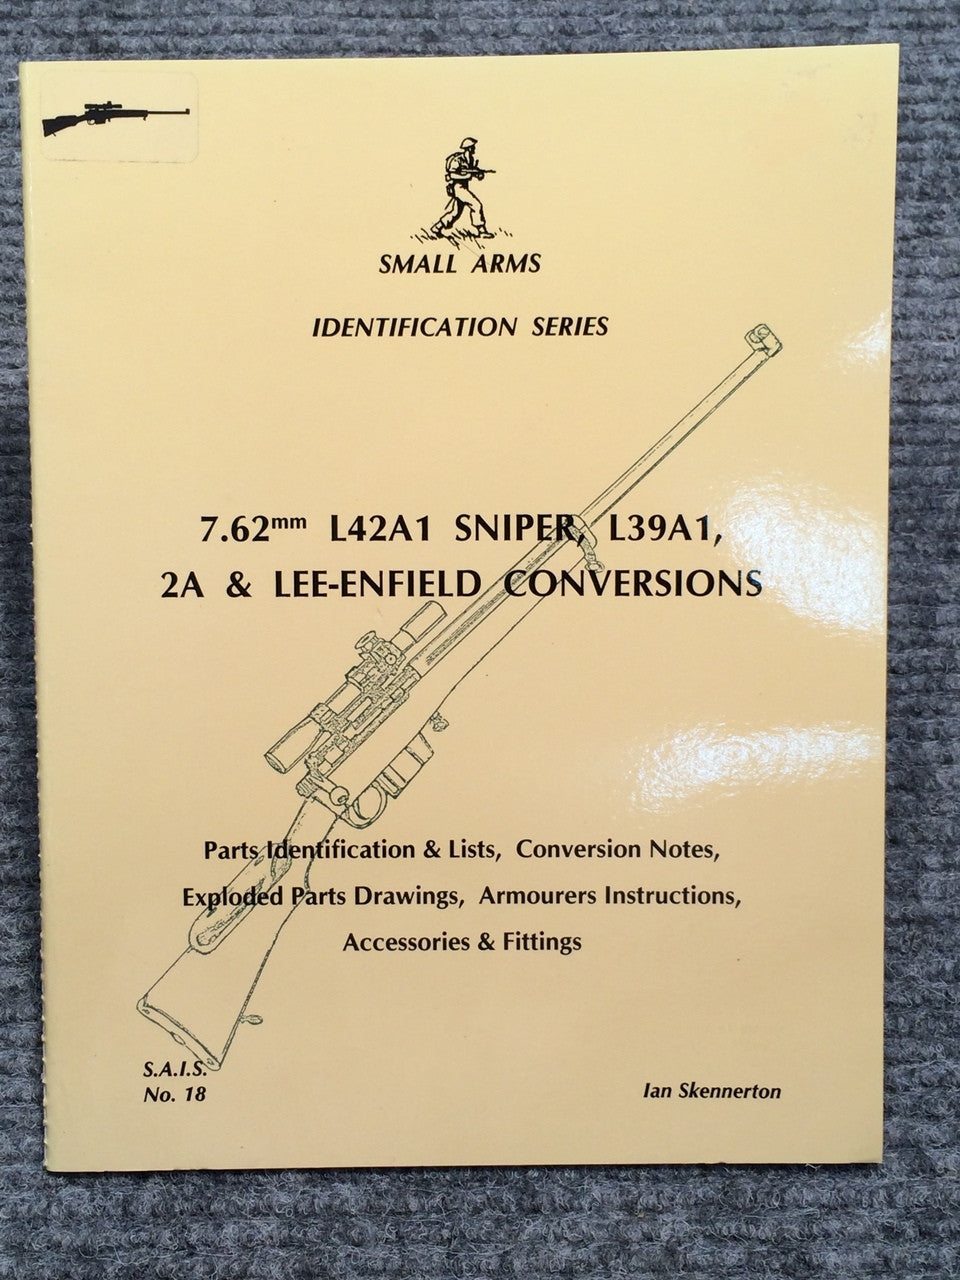 SMALL ARMS
IDENTIFICATION SERIES
7.62mm L42A1 SNIPER, L39A1,
2A & LEE-ENFIELD CONVERSIONS
Parts Identification & Lists, Conversion Notes,
Exploded Parts Drawings, Armourers Instructions,
Accessories & Fittings
S.A.I.S.
No. 18
Ian Skennerton